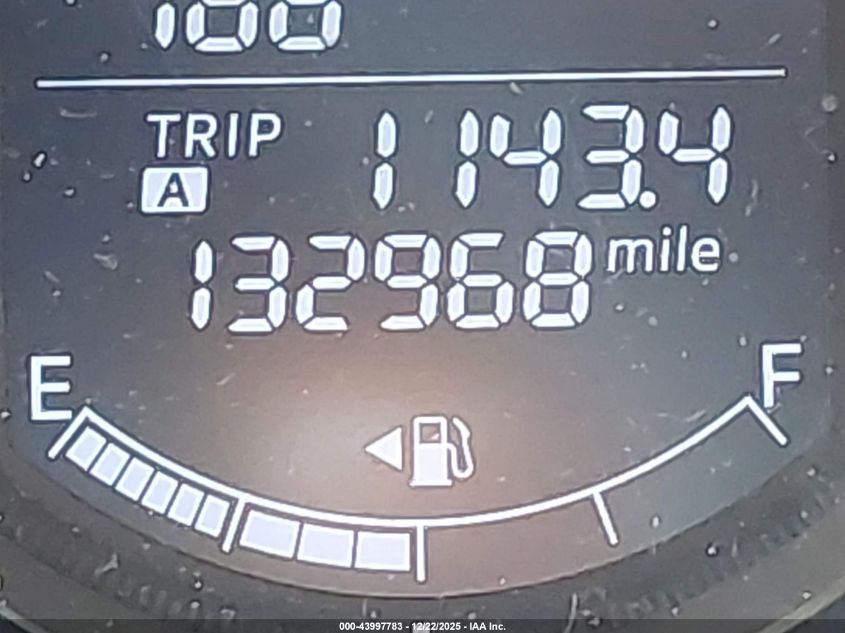 TRIP 1143.4
A
132968 mile
E F
000-43997783 - 12/22/2025 - IAA Inc.